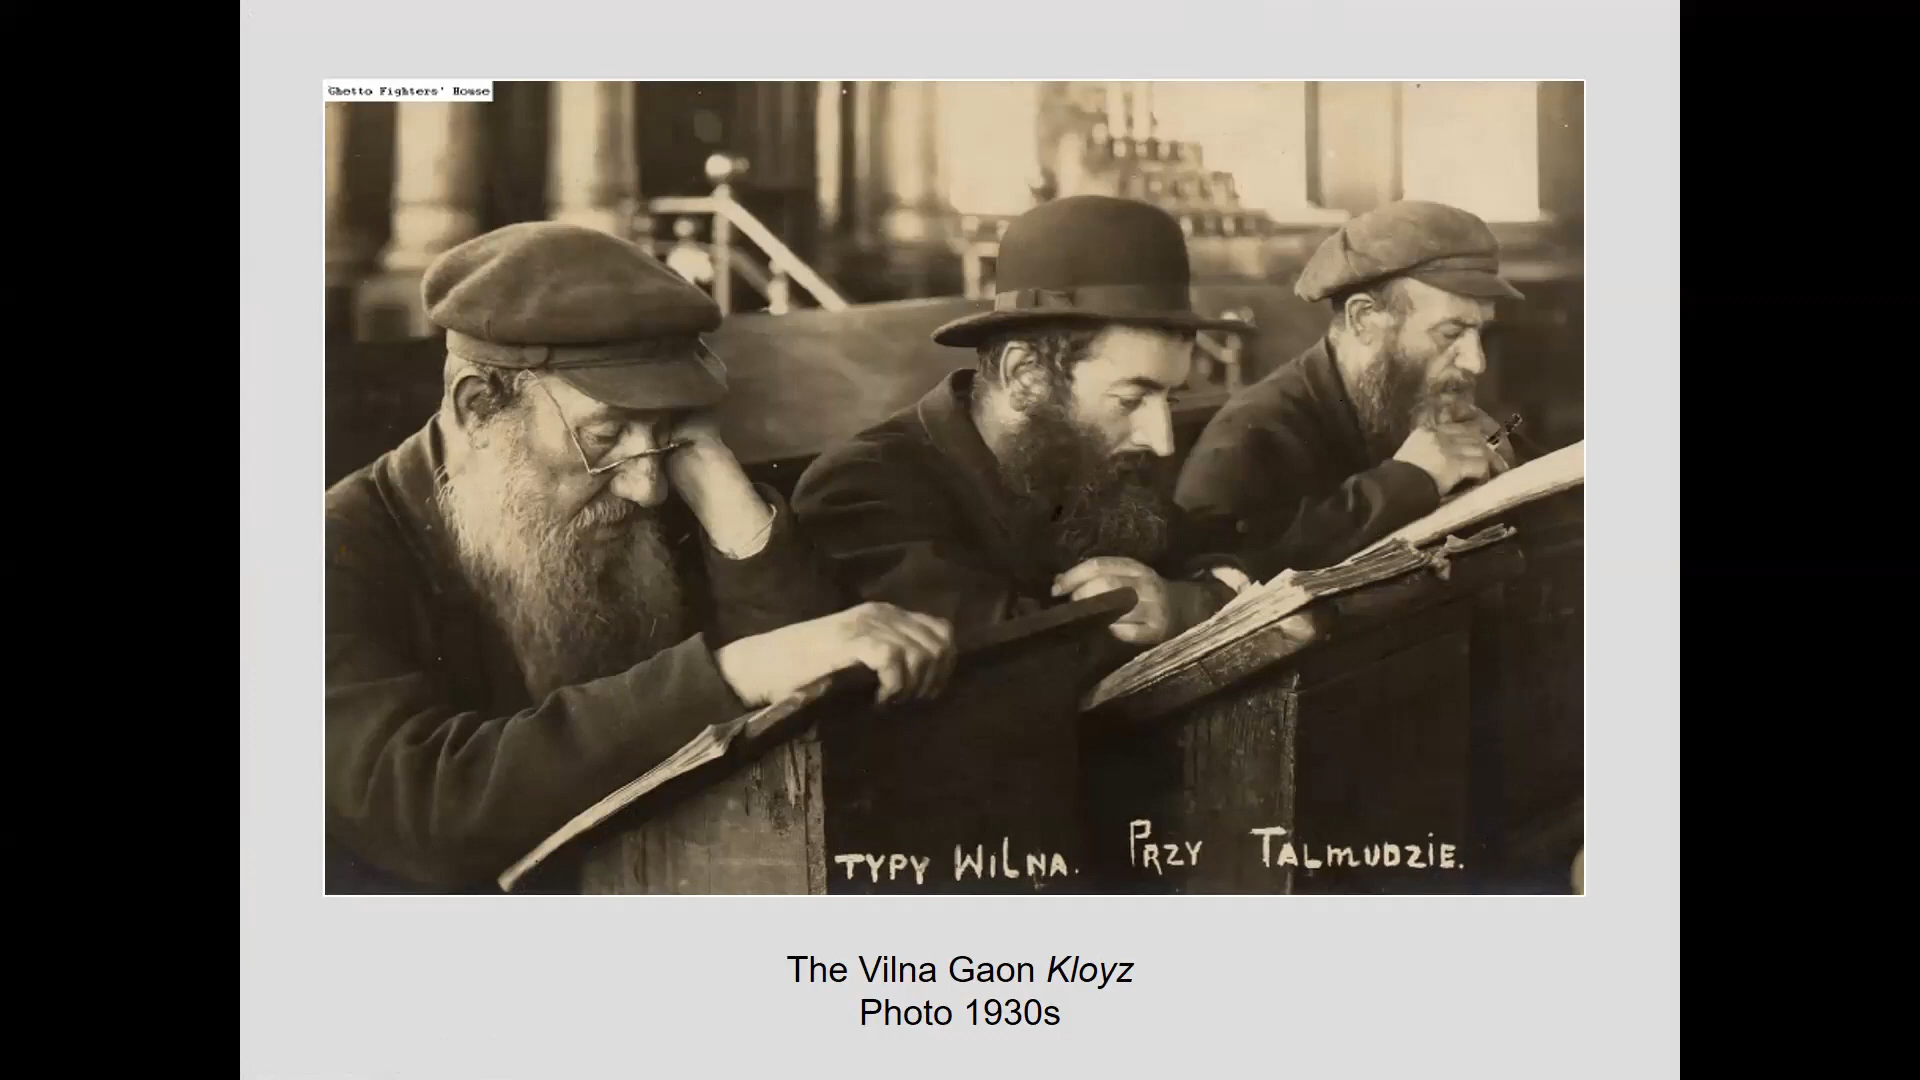 Ghetto Fighters' House
TYPY WILNA. PRZY TALMUDZIE.
The Vilna Gaon Kloyz
Photo 1930s